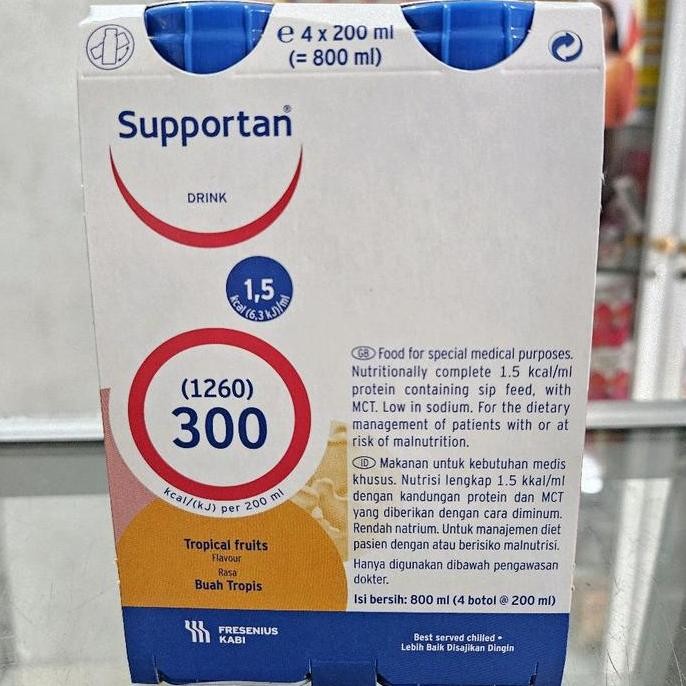 e 4 x 200 ml
(= 800 ml)
Supportan®
DRINK
1,5
kcal (6,3 kJ)/ml
(1260)
300
kcal/(kJ) per 200 ml
Tropical fruits
Flavour
Rasa
Buah Tropis
GB Food for special medical purposes.
Nutritionally complete 1.5 kcal/ml
protein containing sip feed, with
MCT. Low in sodium. For the dietary
management of patients with or at
risk of malnutrition.
ID Makanan untuk kebutuhan medis
khusus. Nutrisi lengkap 1.5 kkal/ml
dengan kandungan protein dan MCT
yang diberikan dengan cara diminum.
Rendah natrium. Untuk manajemen diet
pasien dengan atau berisiko malnutrisi.
Hanya digunakan dibawah pengawasan
dokter.
Isi bersih: 800 ml (4 botol @ 200 ml)
FRESENIUS
KABI
Best served chilled •
Lebih Baik Disajikan Dingin